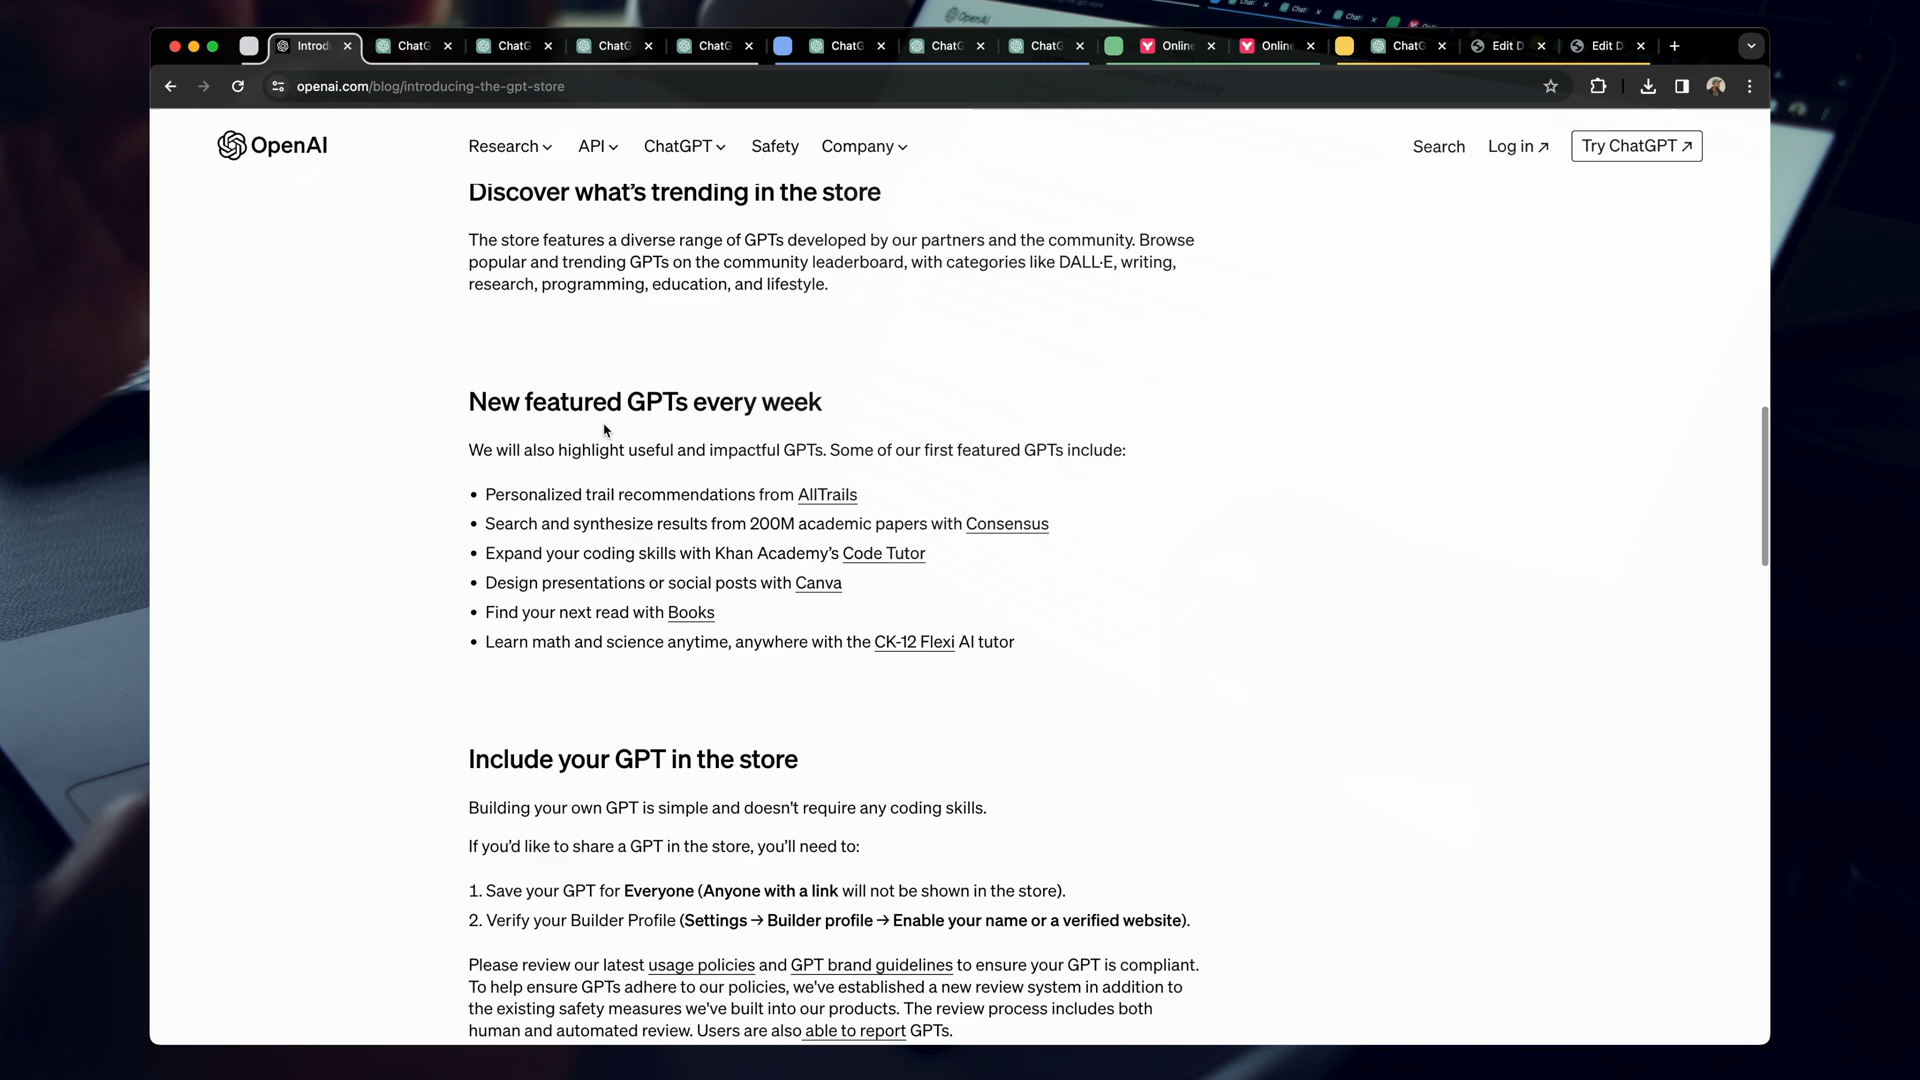 Introd
ChatG
ChatG
ChatG
ChatG
ChatG
ChatG
ChatG
Online
Online
ChatG
Edit D
Edit D
openai.com/blog/introducing-the-gpt-store
OpenAI
Research
API
ChatGPT
Safety
Company
Search
Log in ↗
Try ChatGPT ↗
Discover what’s trending in the store
The store features a diverse range of GPTs developed by our partners and the community. Browse
popular and trending GPTs on the community leaderboard, with categories like DALL·E, writing,
research, programming, education, and lifestyle.
New featured GPTs every week
We will also highlight useful and impactful GPTs. Some of our first featured GPTs include:
• Personalized trail recommendations from AllTrails
• Search and synthesize results from 200M academic papers with Consensus
• Expand your coding skills with Khan Academy’s Code Tutor
• Design presentations or social posts with Canva
• Find your next read with Books
• Learn math and science anytime, anywhere with the CK-12 Flexi AI tutor
Include your GPT in the store
Building your own GPT is simple and doesn't require any coding skills.
If you’d like to share a GPT in the store, you’ll need to:
1. Save your GPT for Everyone (Anyone with a link will not be shown in the store).
2. Verify your Builder Profile (Settings → Builder profile → Enable your name or a verified website).
Please review our latest usage policies and GPT brand guidelines to ensure your GPT is compliant.
To help ensure GPTs adhere to our policies, we've established a new review system in addition to
the existing safety measures we've built into our products. The review process includes both
human and automated review. Users are also able to report GPTs.